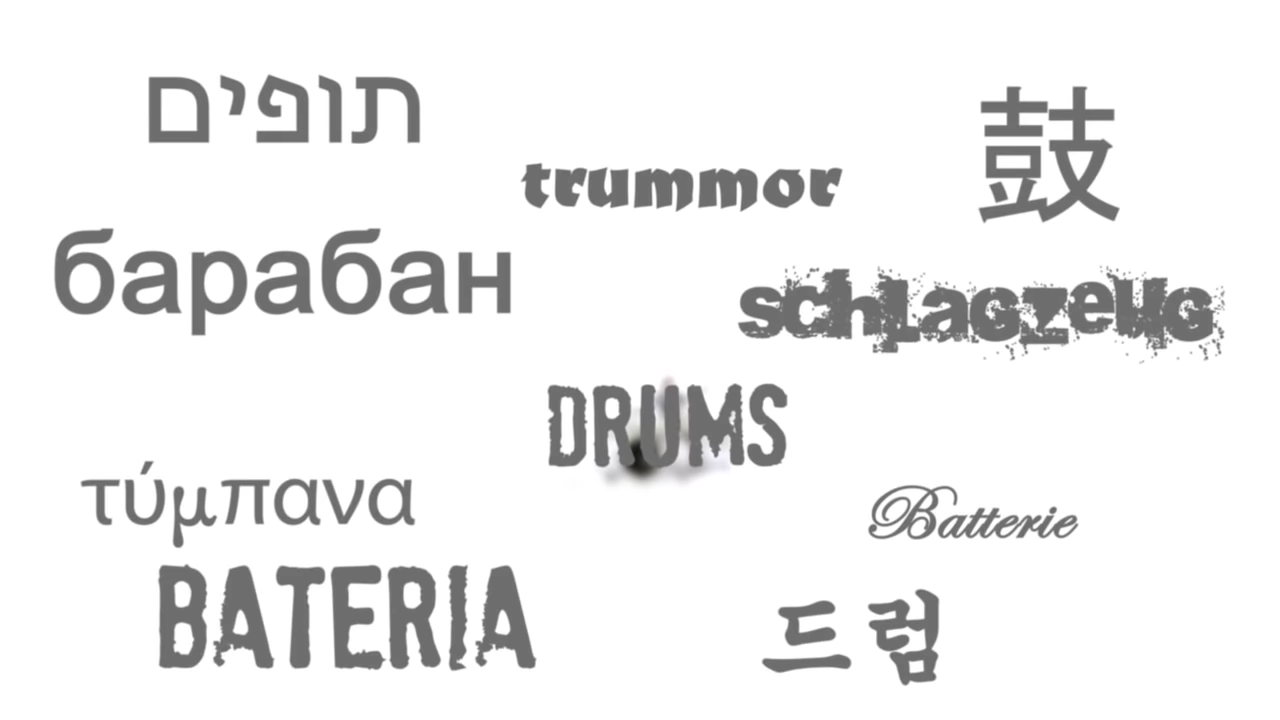 תופים
鼓
trummor
барабан
schlagzeug
DRUMS
τύμπανα
Batterie
BATERIA
드럼